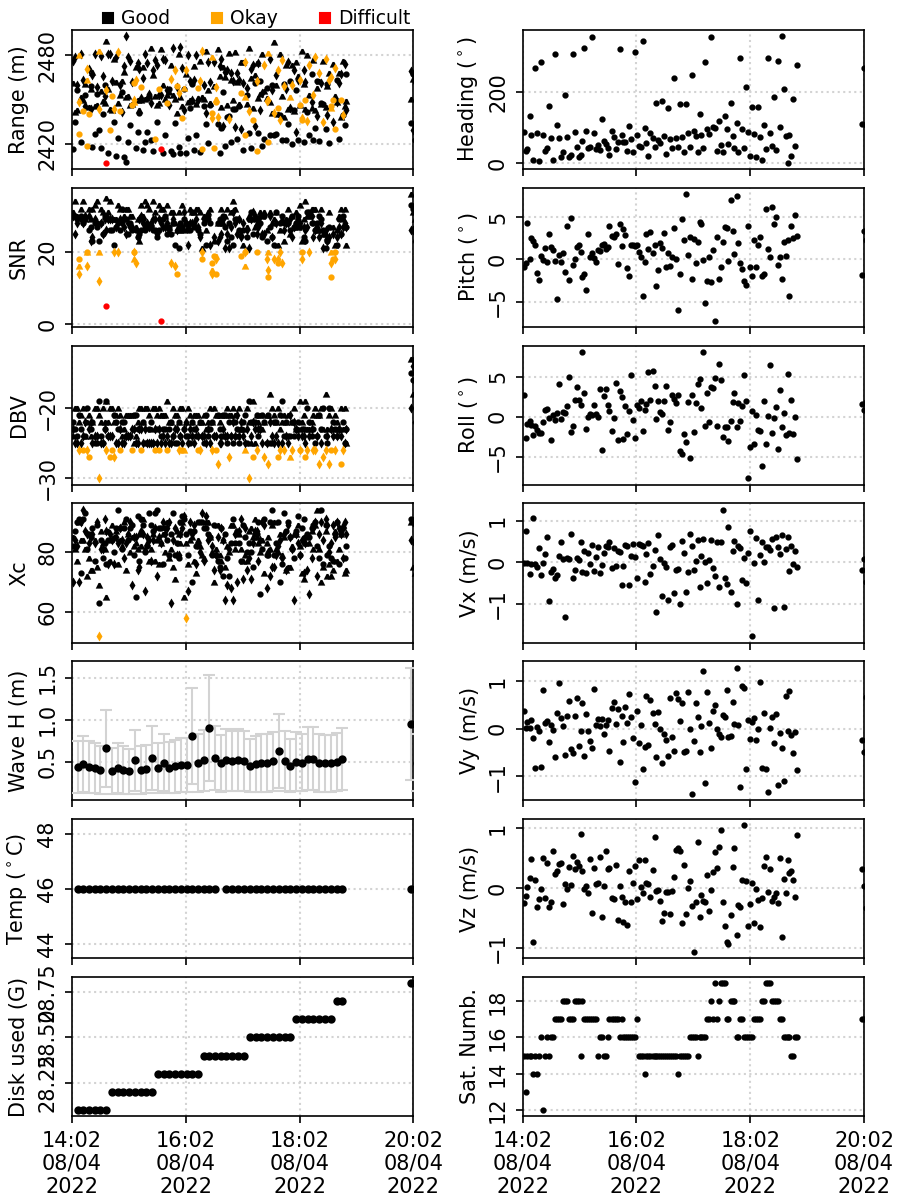 Good Okay Difficult
Range (m)
2480
2420
Heading (°)
200
0
SNR
20
0
Pitch (°)
5
0
−5
DBV
−20
−30
Roll (°)
5
0
−5
Xc
80
60
Vx (m/s)
1
0
−1
Wave H (m)
1.5
1.0
0.5
Vy (m/s)
1
0
−1
Temp (°C)
48
46
44
Vz (m/s)
1
0
−1
Disk used (G)
28.75
28.50
28.25
Sat. Numb.
18
16
14
12
14:02 16:02 18:02 20:02
08/04 08/04 08/04 08/04
2022 2022 2022 2022
14:02 16:02 18:02 20:02
08/04 08/04 08/04 08/04
2022 2022 2022 2022